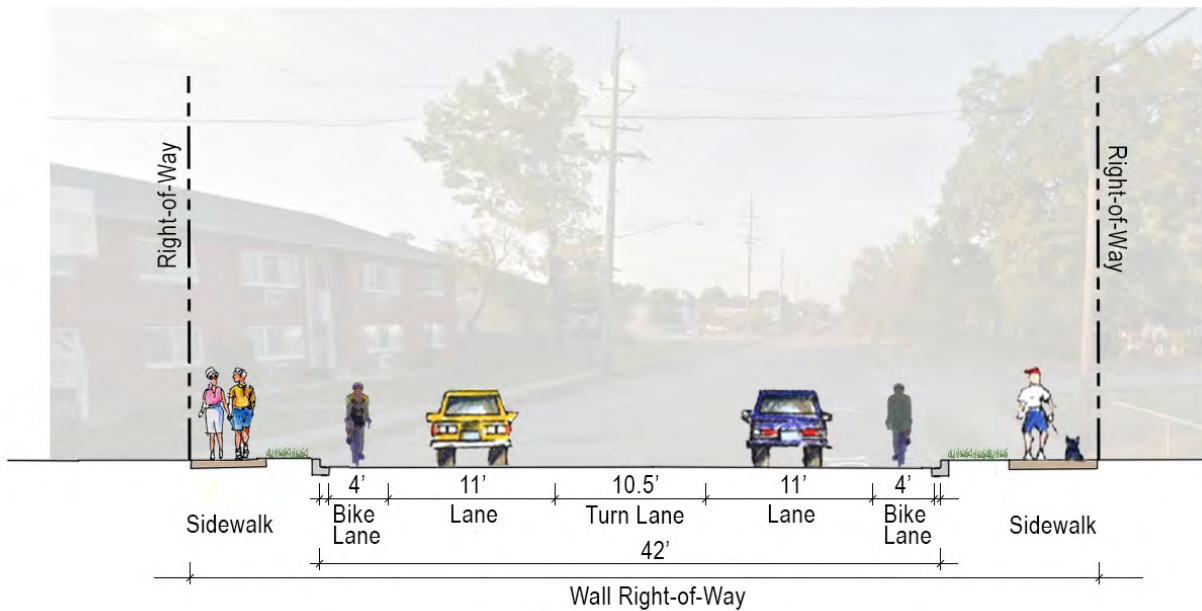 Right-of-Way
Right-of-Way
4’ 11’ 10.5’ 11’ 4’
Sidewalk Bike Lane Lane Turn Lane Lane Bike Lane Sidewalk
42’
Wall Right-of-Way